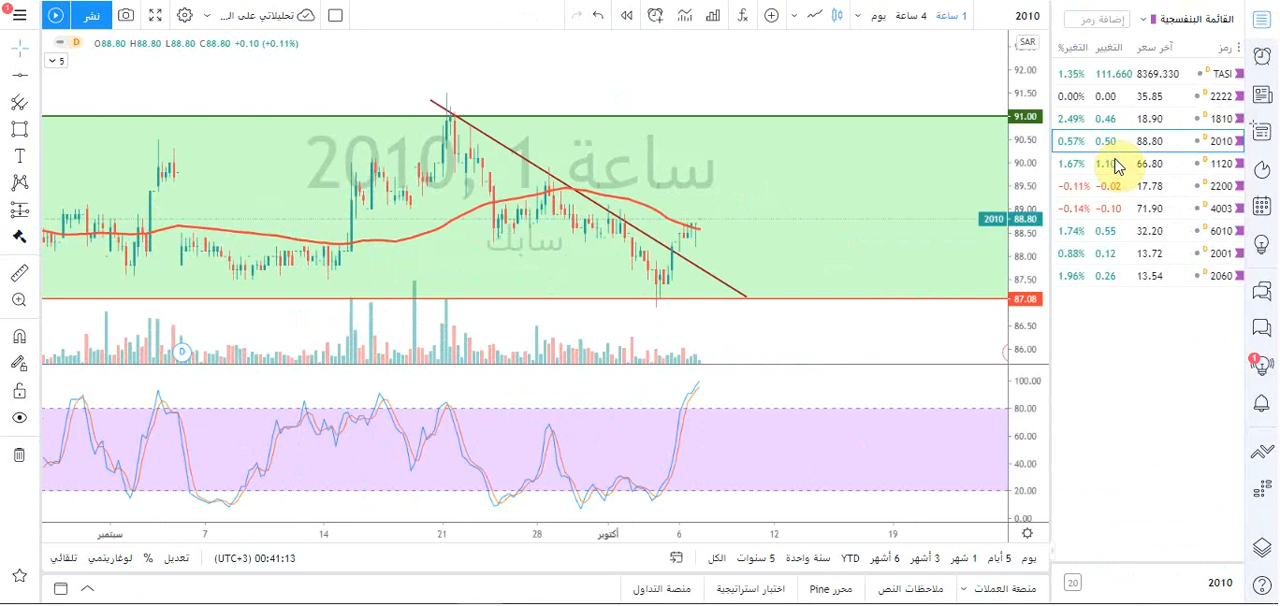 1
نشر
تحليلاتي على الـ...
يوم
4 ساعة
1 ساعة
2010
O88.80 H88.80 L88.80 C88.80 +0.10 (+0.11%)
D
5
SAR
2010, 1 ساعة
سابك
92.00
91.50
91.00
90.50
90.00
89.50
89.00
2010 88.80
88.50
88.00
87.50
87.08
86.50
86.00
D
100.00
80.00
60.00
40.00
20.00
0.00
سبتمبر
7
14
21
28
أكتوبر
6
12
19
تلقائي
لوغاريتمي
%
تعديل
00:41:13 (UTC+3)
الكل
5 سنوات
سنة واحدة
YTD
6 أشهر
3 أشهر
1 شهر
5 أيام
يوم
منصة التداول
اختبار استراتيجية
محرر Pine
ملاحظات النص
منصتة العملات
القائمة البنفسجية
إضافة رمز
رمز
آخر سعر
التغيير
التغير%
TASI D 8369.330 111.660 1.35%
2222 D 35.85 0.00 0.00%
1810 D 18.90 0.46 2.49%
2010 D 88.80 0.50 0.57%
1120 D 66.80 1.10 1.67%
2200 D 17.78 −0.02 −0.11%
4003 D 71.90 −0.10 −0.14%
6010 D 32.20 0.55 1.74%
2001 D 13.72 0.12 0.88%
2060 D 13.54 0.26 1.96%
1
20
2010